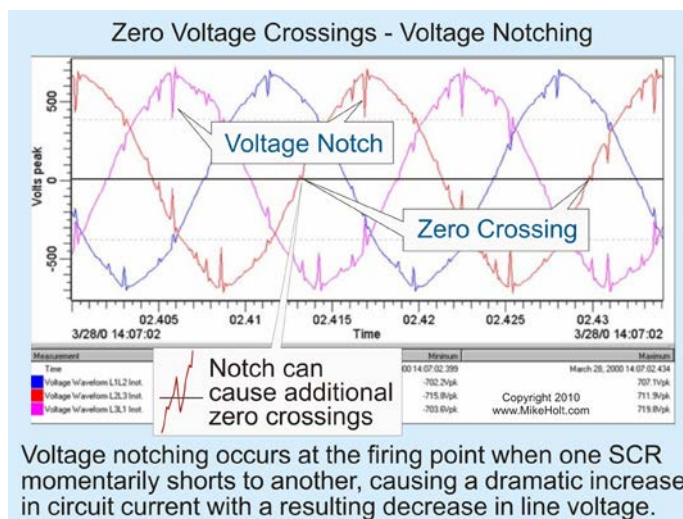 Zero Voltage Crossings - Voltage Notching
500
Voltage Notch
Volts peak
0
Zero Crossing
-500
02.405 02.41 02.415 02.42 02.425 02.43
3/28/0 14:07:02 Time 3/28/0 14:07:02
Measurement Minimum Maximum
Time 00 14:07:02.399 March 28, 2000 14:07:02.434
Voltage Waveform L1L2 Inst. -702.2Vpk 707.1Vpk
Voltage Waveform L2L3 Inst. -715.8Vpk 711.9Vpk
Voltage Waveform L3L1 Inst. -703.6Vpk 719.8Vpk
Notch can
cause additional
zero crossings
Copyright 2010
www.MikeHolt.com
Voltage notching occurs at the firing point when one SCR
momentarily shorts to another, causing a dramatic increase
in circuit current with a resulting decrease in line voltage.